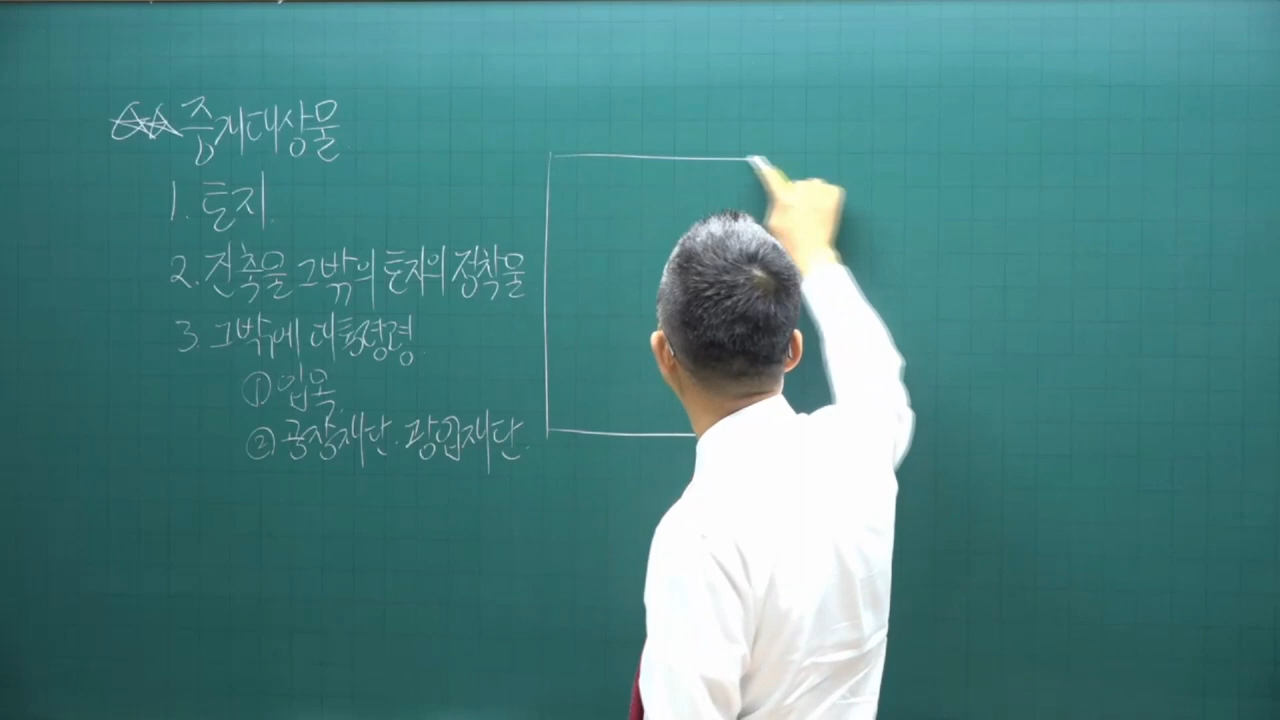 ☆☆ 중개대상물
1. 토지.
2. 건축물 그밖의 토지의 정착물
3. 그밖에 대통령령.
① 입목.
② 공장재단. 광업재단.